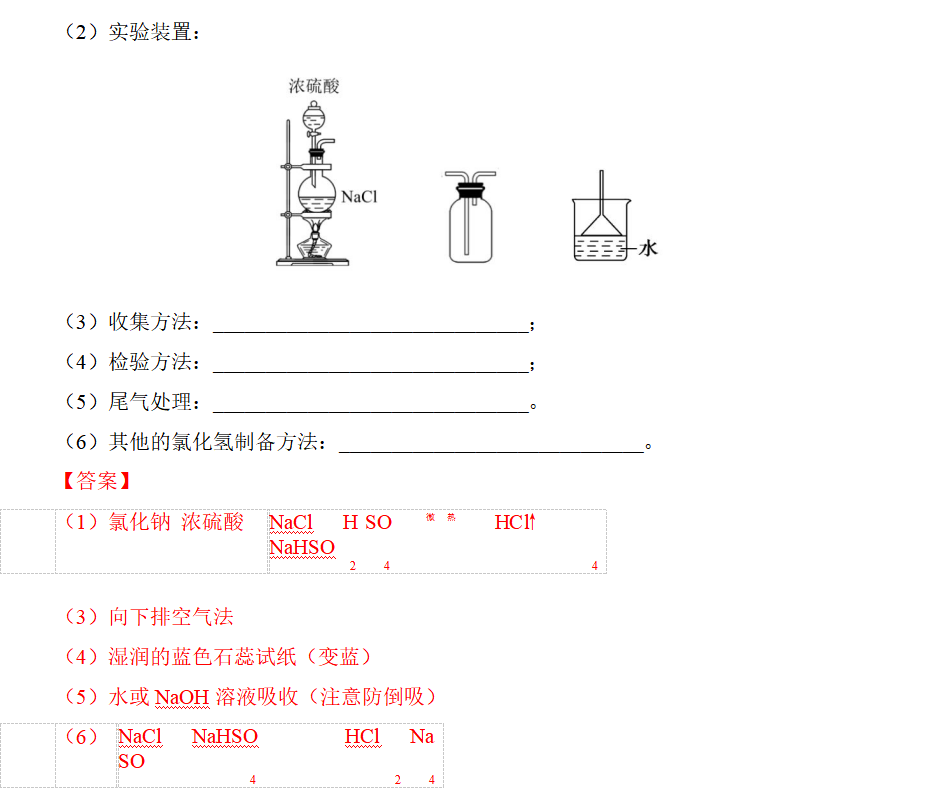 （2）实验装置：
浓硫酸
NaCl
水
（3）收集方法：______________________________；
（4）检验方法：______________________________；
（5）尾气处理：______________________________。
（6）其他的氯化氢制备方法：_____________________________。
【答案】
（1）氯化钠 浓硫酸 NaCl H SO 微 热 HCl↑
NaHSO
2 4 4
（3）向下排空气法
（4）湿润的蓝色石蕊试纸（变蓝）
（5）水或 NaOH 溶液吸收（注意防倒吸）
（6） NaCl NaHSO HCl Na
SO
4 2 4